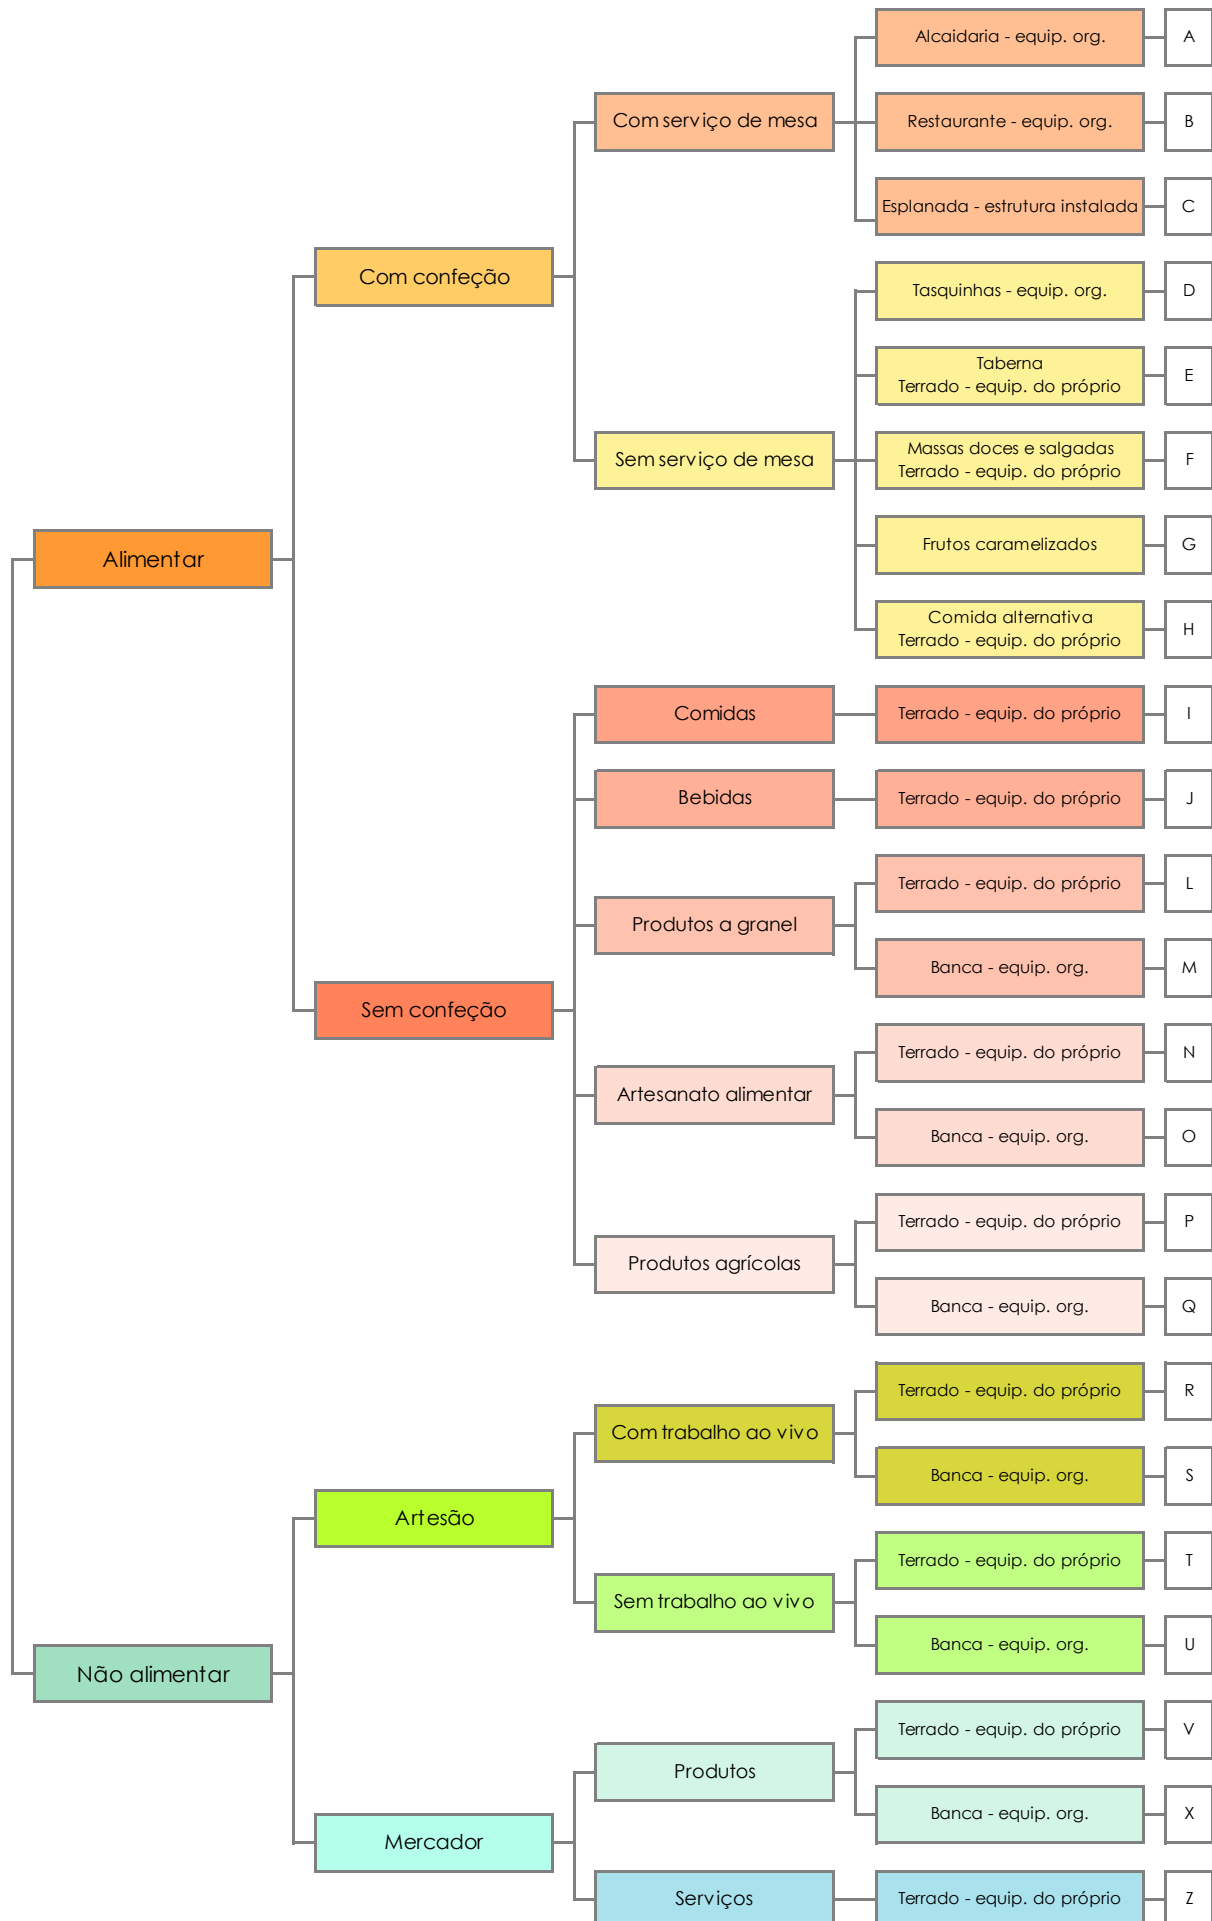 Alcaidaria - equip. org.
A
Com serviço de mesa
Restaurante - equip. org.
B
Esplanada - estrutura instalada
C
Com confeção
Tasquinhas - equip. org.
D
Taberna
Terrado - equip. do próprio
E
Sem serviço de mesa
Massas doces e salgadas
Terrado - equip. do próprio
F
Alimentar
Frutos caramelizados
G
Comida alternativa
Terrado - equip. do próprio
H
Comidas
Terrado - equip. do próprio
I
Bebidas
Terrado - equip. do próprio
J
Produtos a granel
Terrado - equip. do próprio
L
Banca - equip. org.
M
Sem confeção
Terrado - equip. do próprio
N
Artesanato alimentar
Banca - equip. org.
O
Terrado - equip. do próprio
P
Produtos agrícolas
Banca - equip. org.
Q
Terrado - equip. do próprio
R
Com trabalho ao vivo
Banca - equip. org.
S
Artesão
Terrado - equip. do próprio
T
Sem trabalho ao vivo
Banca - equip. org.
U
Não alimentar
Terrado - equip. do próprio
V
Produtos
Banca - equip. org.
X
Mercador
Serviços
Terrado - equip. do próprio
Z